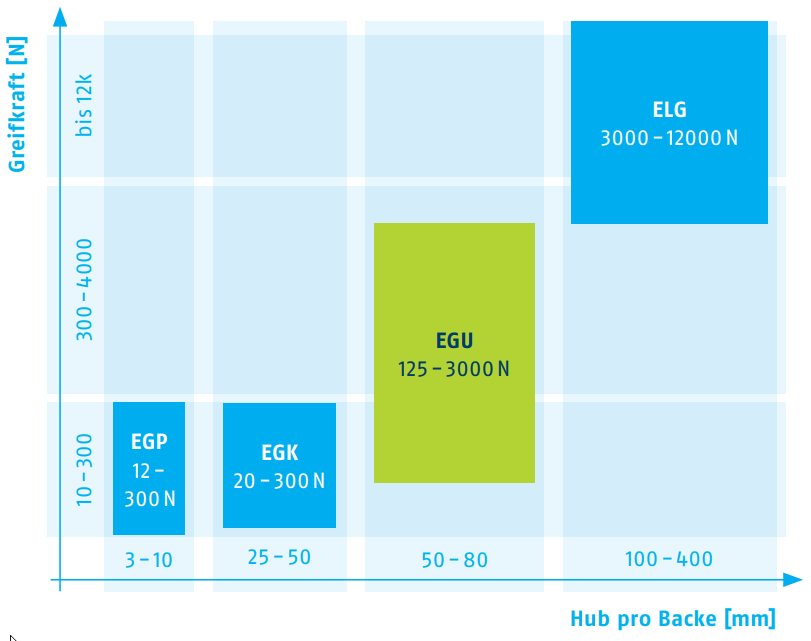 Greifkraft [N]
bis 12k
300 – 4000
10 – 300
ELG
3000 – 12000 N
EGU
125 – 3000 N
EGP
12 –
300 N
EGK
20 – 300 N
3 – 10
25 – 50
50 – 80
100 – 400
Hub pro Backe [mm]